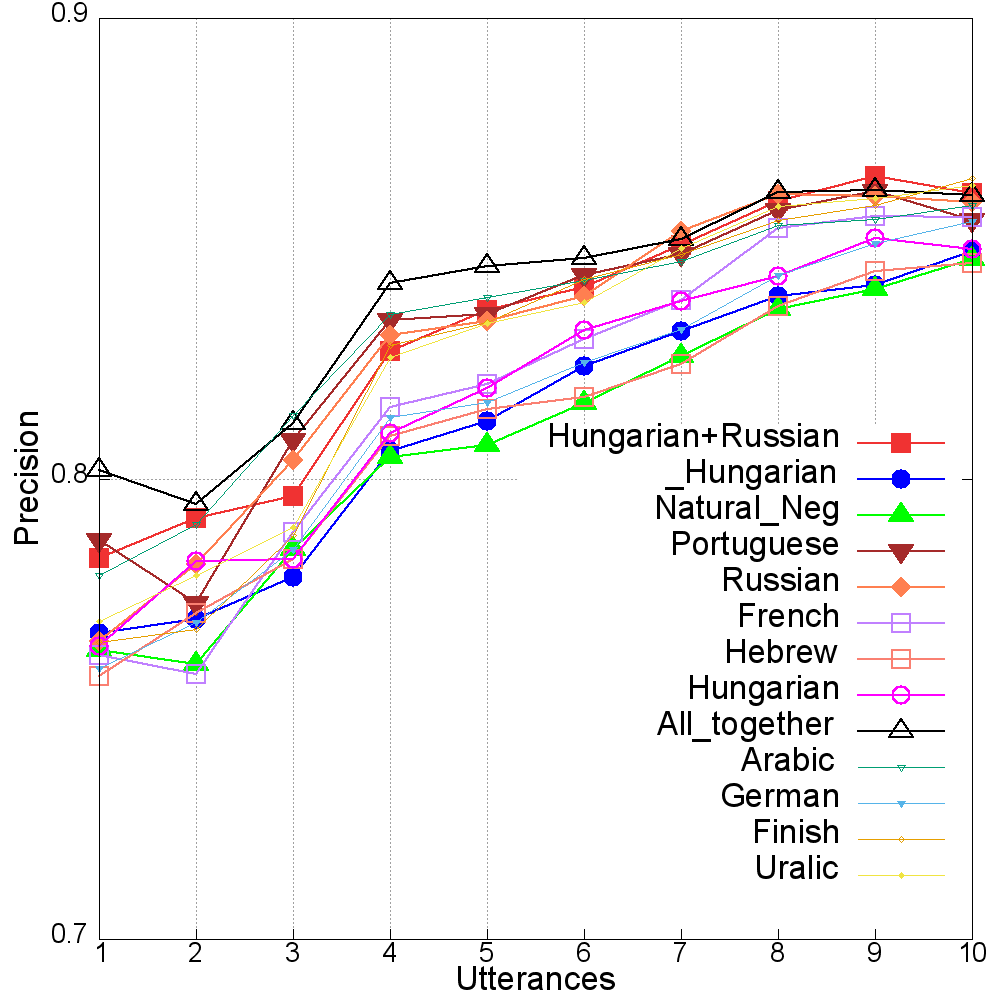 0.9
0.8
0.7
Precision
Hungarian+Russian
_Hungarian
Natural_Neg
Portuguese
Russian
French
Hebrew
Hungarian
All_together
Arabic
German
Finish
Uralic
1 2 3 4 5 6 7 8 9 10
Utterances